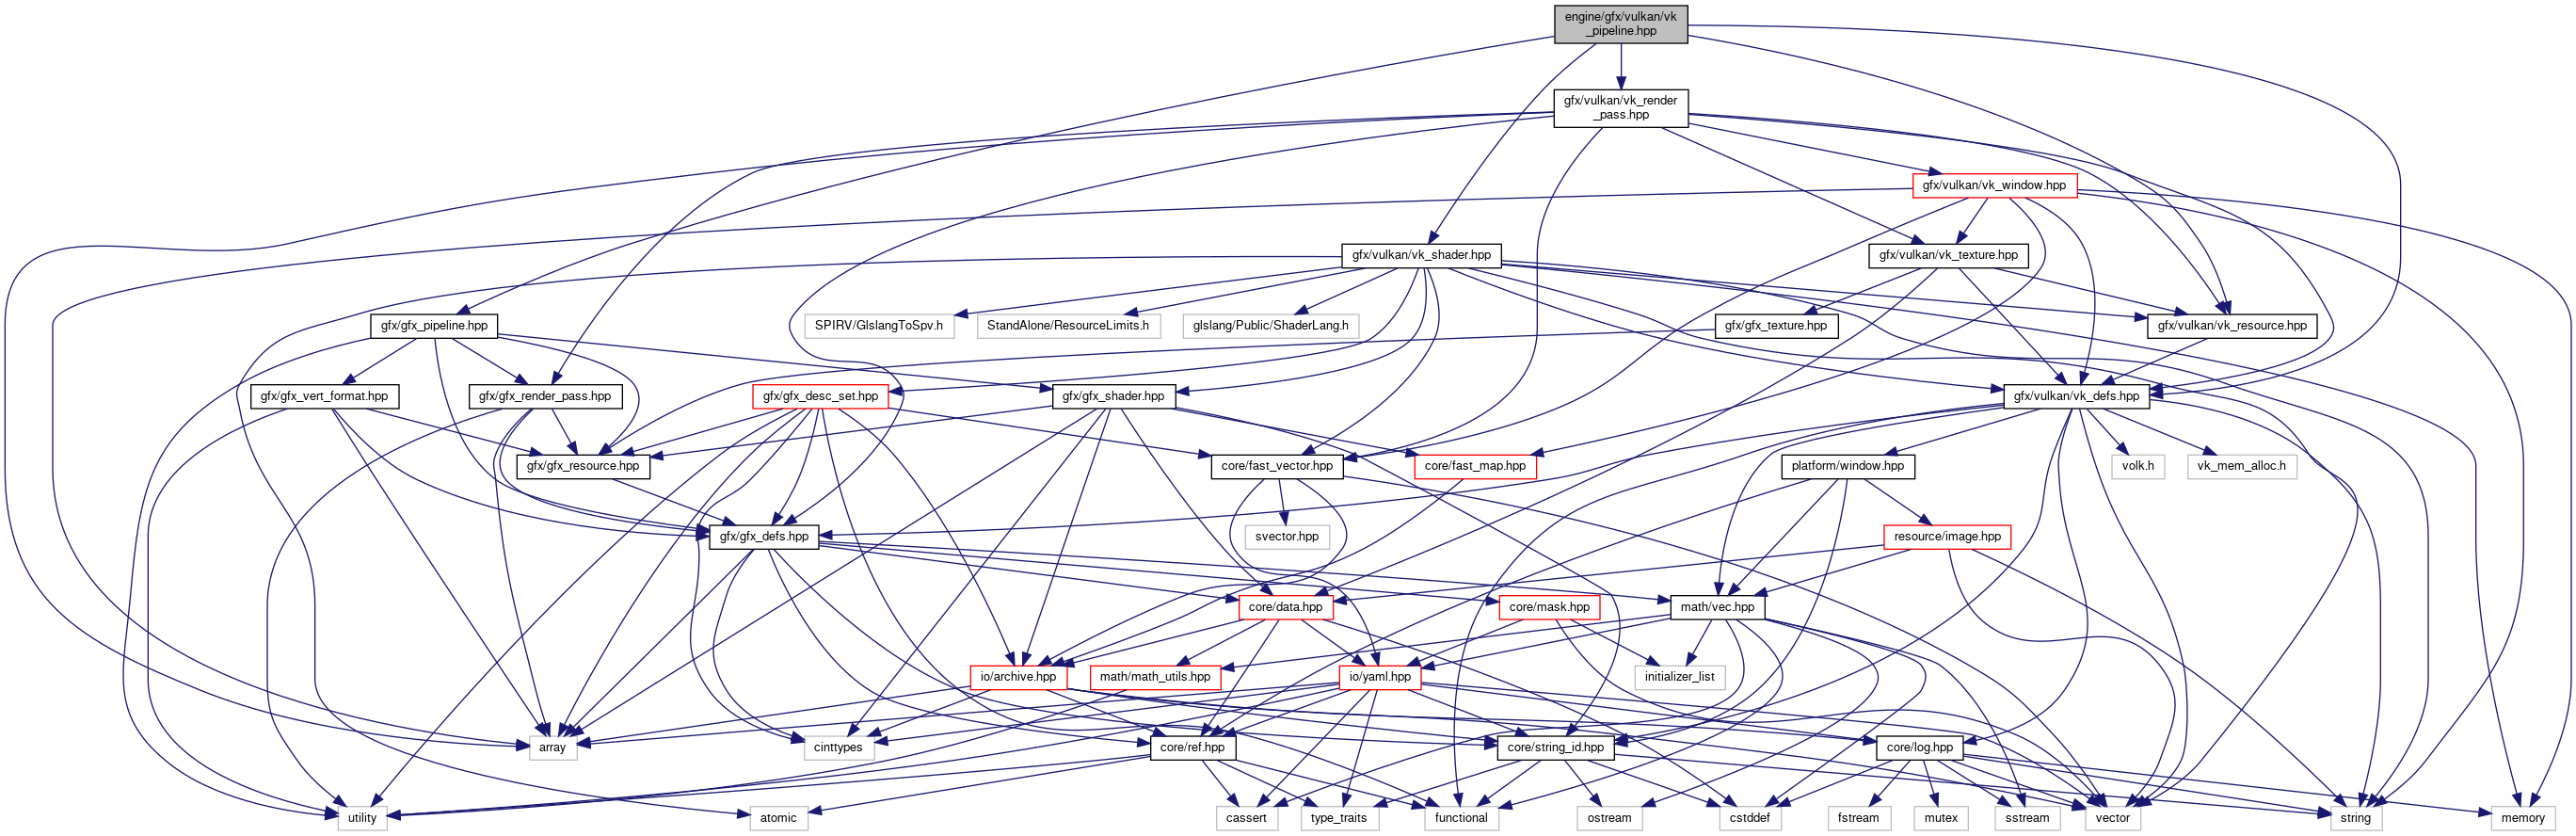 engine/gfx/vulkan/vk
_pipeline.hpp
gfx/vulkan/vk_render
_pass.hpp
gfx/vulkan/vk_window.hpp
gfx/vulkan/vk_shader.hpp
gfx/vulkan/vk_texture.hpp
gfx/gfx_pipeline.hpp
SPIRV/GlslangToSpv.h
StandAlone/ResourceLimits.h
glslang/Public/ShaderLang.h
gfx/gfx_texture.hpp
gfx/vulkan/vk_resource.hpp
gfx/gfx_vert_format.hpp
gfx/gfx_render_pass.hpp
gfx/gfx_desc_set.hpp
gfx/gfx_shader.hpp
gfx/vulkan/vk_defs.hpp
gfx/gfx_resource.hpp
core/fast_vector.hpp
core/fast_map.hpp
platform/window.hpp
volk.h
vk_mem_alloc.h
gfx/gfx_defs.hpp
svector.hpp
resource/image.hpp
core/data.hpp
core/mask.hpp
math/vec.hpp
io/archive.hpp
math/math_utils.hpp
io/yaml.hpp
initializer_list
array
cinttypes
core/ref.hpp
core/string_id.hpp
core/log.hpp
utility
atomic
cassert
type_traits
functional
ostream
cstddef
fstream
mutex
sstream
vector
string
memory